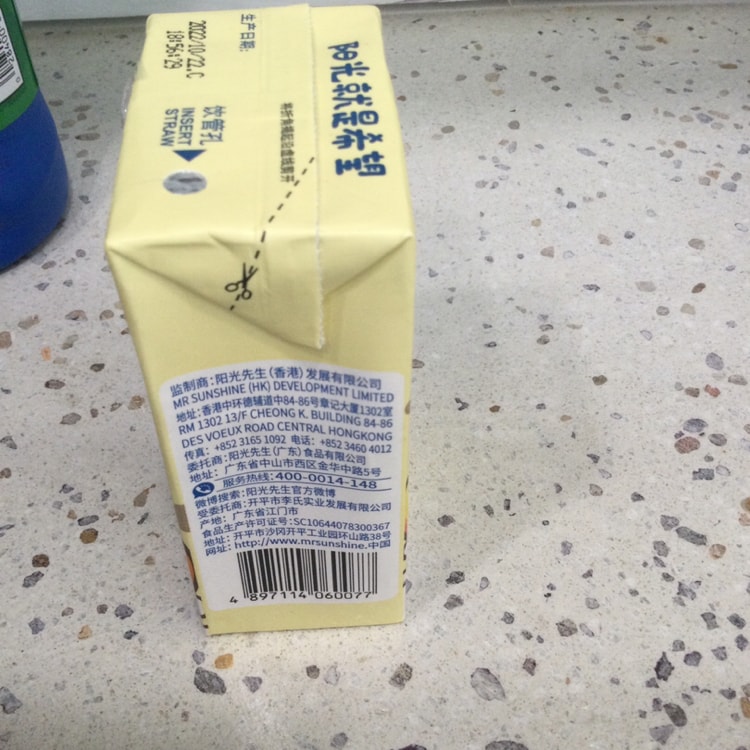 生产日期:
2022/10/22.C
18:56:29
阳光就是希望
饮管孔
INSERT
STRAW
监制商:阳光先生(香港)发展有限公司
MR SUNSHINE (HK) DEVELOPMENT LIMITED
地址:香港中环德辅道中84-86号章记大厦1302室
RM 1302 13/F CHEONG K. BUILDING 84-86
DES VOEUX ROAD CENTRAL HONGKONG
传真: +852 3165 1092 电话: +852 3460 4012
委托商:阳光先生(广东)食品有限公司
地址: 广东省中山市西区金华中路5号
服务热线:400-0014-148
微博搜索:阳光先生官方微博
受委托商:开平市李氏实业发展有限公司
产地: 广东省江门市
食品生产许可证号:SC10644078300367
地址:开平市沙冈开平工业园环山路38号
网址:http://www.mrsunshine.中国
4 897114 060077